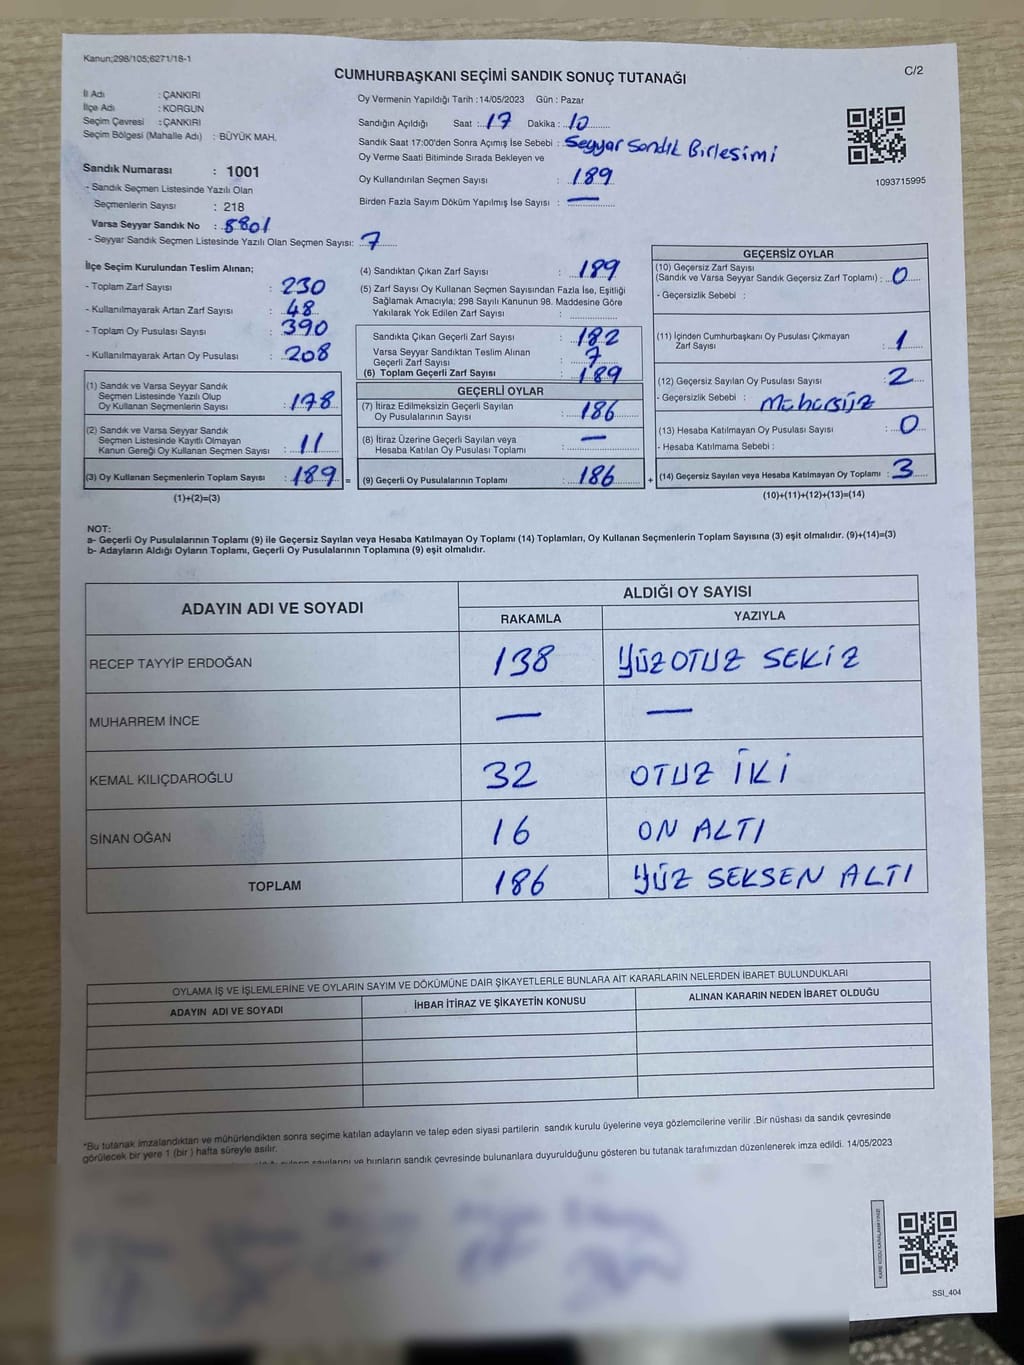 Kanun;298/105;6271/18-1
CUMHURBAŞKANI SEÇİMİ SANDIK SONUÇ TUTANAĞI
C/2
İl Adı : ÇANKIRI
İlçe Adı : KORGUN
Seçim Çevresi : ÇANKIRI
Seçim Bölgesi (Mahalle Adı) : BÜYÜK MAH.
Sandık Numarası : 1001
- Sandık Seçmen Listesinde Yazılı Olan
Seçmenlerin Sayısı : 218
Varsa Seyyar Sandık No : 8801
- Seyyar Sandık Seçmen Listesinde Yazılı Olan Seçmen Sayısı: 7
Oy Vermenin Yapıldığı Tarih :14/05/2023 Gün : Pazar
Sandığın Açıldığı Saat : 17 Dakika : 10
Sandık Saat 17:00'den Sonra Açımış İse Sebebi : Seyyar Sandık Birleşimi
Oy Verme Saati Bitiminde Sırada Bekleyen ve
Oy Kullandırılan Seçmen Sayısı : 189
Birden Fazla Sayım Döküm Yapılmış İse Sayısı : —
1093715995
İlçe Seçim Kurulundan Teslim Alınan;
- Toplam Zarf Sayısı : 230
- Kullanılmayarak Artan Zarf Sayısı : 48
- Toplam Oy Pusulası Sayısı : 390
- Kullanılmayarak Artan Oy Pusulası : 208
(1) Sandık ve Varsa Seyyar Sandık
Seçmen Listesinde Yazılı Olup
Oy Kullanan Seçmenlerin Sayısı : 178
(2) Sandık ve Varsa Seyyar Sandık
Seçmen Listesinde Kayıtlı Olmayan
Kanun Gereği Oy Kullanan Seçmen Sayısı : 11
(3) Oy Kullanan Seçmenlerin Toplam Sayısı : 189 =
(1)+(2)=(3)
(4) Sandıktan Çıkan Zarf Sayısı : 189
(5) Zarf Sayısı Oy Kullanan Seçmen Sayısından Fazla İse, Eşitliği
Sağlamak Amacıyla; 298 Sayılı Kanunun 98. Maddesine Göre
Yakılarak Yok Edilen Zarf Sayısı :
Sandıkta Çıkan Geçerli Zarf Sayısı : 182
Varsa Seyyar Sandıktan Teslim Alınan
Geçerli Zarf Sayısı : 7
(6) Toplam Geçerli Zarf Sayısı : 189
GEÇERLİ OYLAR
(7) İtiraz Edilmeksizin Geçerli Sayılan
Oy Pusulalarının Sayısı : 186
(8) İtiraz Üzerine Geçerli Sayılan veya
Hesaba Katılan Oy Pusulası Toplamı : —
(9) Geçerli Oy Pusulalarının Toplamı : 186 +
GEÇERSİZ OYLAR
(10) Geçersiz Zarf Sayısı
(Sandık ve Varsa Seyyar Sandık Geçersiz Zarf Toplamı) : 0
- Geçersizlik Sebebi :
(11) İçinden Cumhurbaşkanı Oy Pusulası Çıkmayan
Zarf Sayısı : 1
(12) Geçersiz Sayılan Oy Pusulası Sayısı : 2
- Geçersizlik Sebebi : Mühürsüz
(13) Hesaba Katılmayan Oy Pusulası Sayısı : 0
- Hesaba Katılmama Sebebi :
(14) Geçersiz Sayılan veya Hesaba Katılmayan Oy Toplamı : 3
(10)+(11)+(12)+(13)=(14)
NOT:
a- Geçerli Oy Pusulalarının Toplamı (9) ile Geçersiz Sayılan veya Hesaba Katılmayan Oy Toplamı (14) Toplamları, Oy Kullanan Seçmenlerin Toplam Sayısına (3) eşit olmalıdır. (9)+(14)=(3)
b- Adayların Aldığı Oyların Toplamı, Geçerli Oy Pusulalarının Toplamına (9) eşit olmalıdır.
ADAYIN ADI VE SOYADI
ALDIĞI OY SAYISI
RAKAMLA YAZIYLA
RECEP TAYYİP ERDOĞAN 138 YÜZOTUZ SEKİZ
MUHARREM İNCE — —
KEMAL KILIÇDAROĞLU 32 OTUZ İKİ
SİNAN OĞAN 16 ON ALTI
TOPLAM 186 YÜZ SEKSEN ALTI
OYLAMA İŞ VE İŞLEMLERİNE VE OYLARIN SAYIM VE DÖKÜMÜNE DAİR ŞİKAYETLERLE BUNLARA AİT KARARLARIN NELERDEN İBARET BULUNDUKLARI
ADAYIN ADI VE SOYADI İHBAR İTİRAZ VE ŞİKAYETİN KONUSU ALINAN KARARIN NEDEN İBARET OLDUĞU
*Bu tutanak imzalandıktan ve mühürlendikten sonra seçime katılan adayların ve talep eden siyasi partilerin sandık kurulu üyelerine veya gözlemcilerine verilir .Bir nüshası da sandık çevresinde
görülecek bir yere 1 (bir ) hafta süreyle asılır.
sayılarını ve bunların sandık çevresinde bulunanlara duyurulduğunu gösteren bu tutanak tarafımızdan düzenlenerek imza edildi. 14/05/2023
KARE KODU KARALAMAYINIZ!
SSI_404